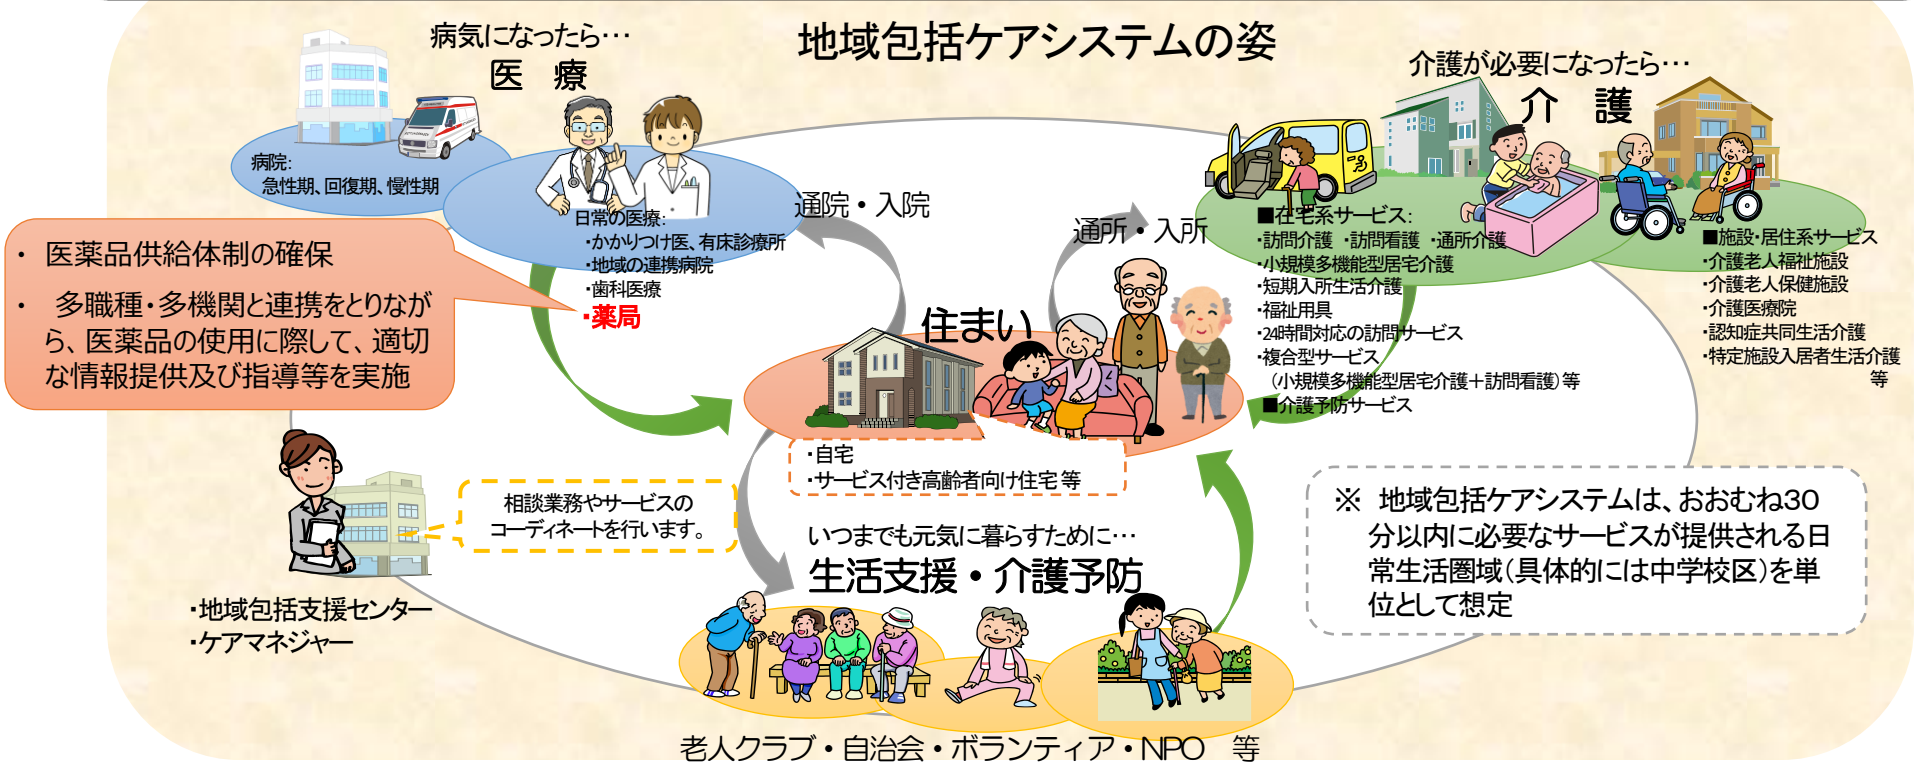 地域包括ケアシステムの姿
病気になったら…
医 療
病院:
急性期、回復期、慢性期
日常の医療:
・かかりつけ医、有床診療所
・地域の連携病院
・歯科医療
・薬局
・ 医薬品供給体制の確保
・ 多職種・多機関と連携をとりなが
ら、医薬品の使用に際して、適切
な情報提供及び指導等を実施
通院・入院
通所・入所
介護が必要になったら…
介 護
■在宅系サービス:
・訪問介護 ・訪問看護 ・通所介護
・小規模多機能型居宅介護
・短期入所生活介護
・福祉用具
・24時間対応の訪問サービス
・複合型サービス
（小規模多機能型居宅介護＋訪問看護）等
■介護予防サービス
■施設・居住系サービス
・介護老人福祉施設
・介護老人保健施設
・介護医療院
・認知症共同生活介護
・特定施設入居者生活介護
等
住まい
・自宅
・サービス付き高齢者向け住宅 等
相談業務やサービスの
コーディネートを行います。
・地域包括支援センター
・ケアマネジャー
いつまでも元気に暮らすために…
生活支援・介護予防
老人クラブ・自治会・ボランティア・NPO 等
※ 地域包括ケアシステムは、おおむね30
分以内に必要なサービスが提供される日
常生活圏域（具体的には中学校区）を単
位として想定